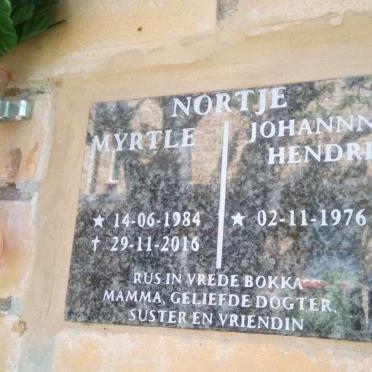 NORTJE
MYRTLE
★ 14-06-1984
✝ 29-11-2016
JOHANNN
HENDRI
★ 02-11-1976
RUS IN VREDE BOKKA
MAMMA, GELIEFDE DOGTER,
SUSTER EN VRIENDIN